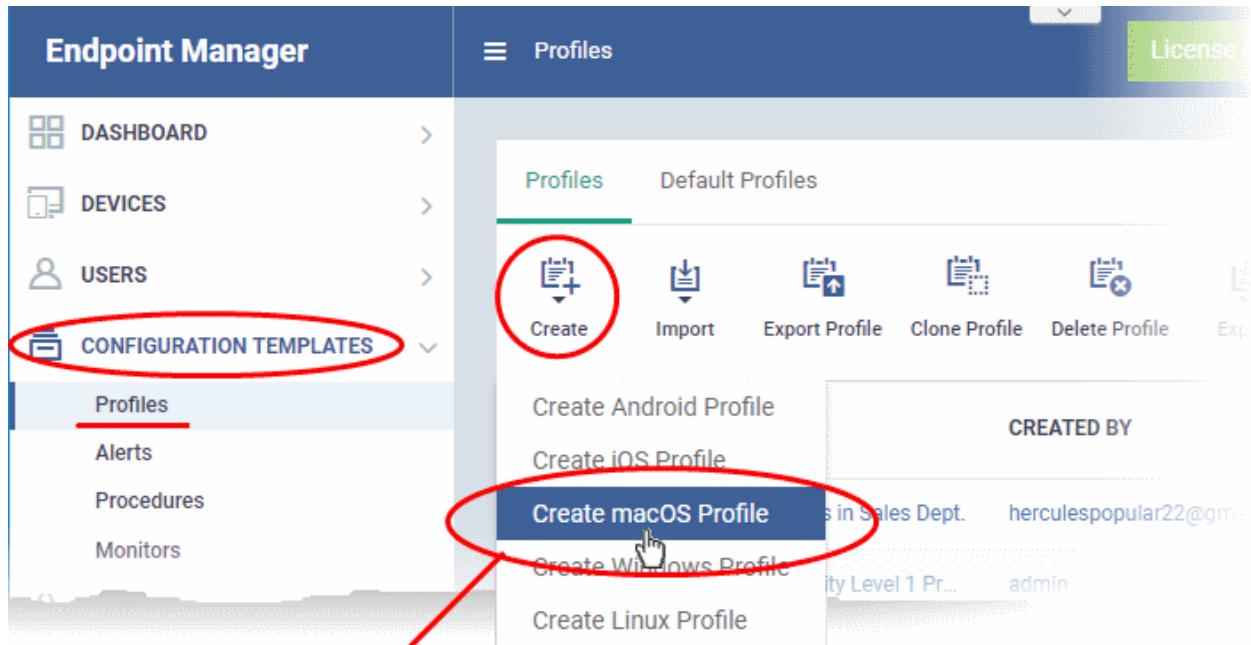 Endpoint Manager
Profiles
License
DASHBOARD
DEVICES
USERS
CONFIGURATION TEMPLATES
Profiles
Alerts
Procedures
Monitors
Profiles Default Profiles
Create Import Export Profile Clone Profile Delete Profile
Create Android Profile
Create iOS Profile
Create macOS Profile
Create Windows Profile
Create Linux Profile
CREATED BY
s in Sales Dept. herculespopular22@gm
ity Level 1 Pr... admin